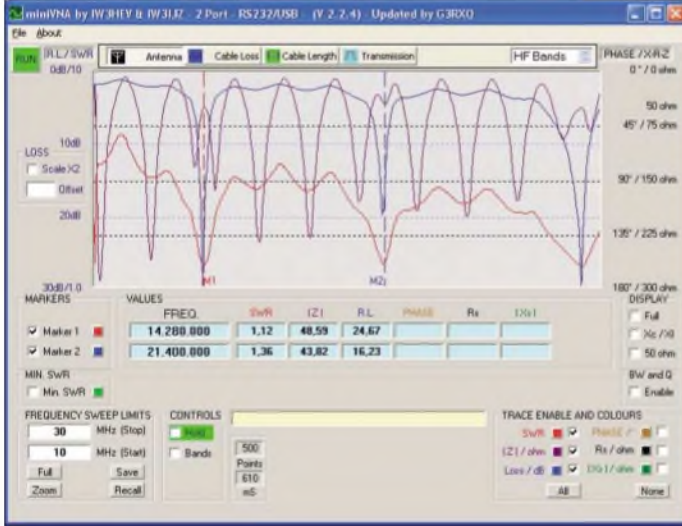 miniVNA by IW3HEV & IW3IJZ - 2 Port - RS232/USB - (V 2.2.4) - Updated by G3RXQ
File About
RUN R.L/SWR Antenna Cable Loss Cable Length Transmission HF Bands PHASE/X-R-Z
0dB/10 0°/0 ohm
50 ohm
45°/75 ohm
10dB
LOSS
Scale X2 90°/150 ohm
Offset
20dB
135°/225 ohm
30dB/1.0 M1 M2 180°/300 ohm
MARKERS VALUES DISPLAY
FREQ. SWR |Z| R.L PHASE Rs |Xs| Full
Marker 1 14.280.000 1,12 48,59 24,67 Xc/Xl
Marker 2 21.400.000 1,36 43,82 16,23 50 ohm
MIN. SWR BW and Q
Min. SWR Enable
FREQUENCY SWEEP LIMITS CONTROLS TRACE ENABLE AND COLOURS
30 MHz (Stop) Hold SWR PHASE/°
10 MHz (Start) Bands 500 |Z|/ohm Rs/ohm
Full Save Points Loss/dB |Xs|/ohm
Zoom Recall 610 All None
mS